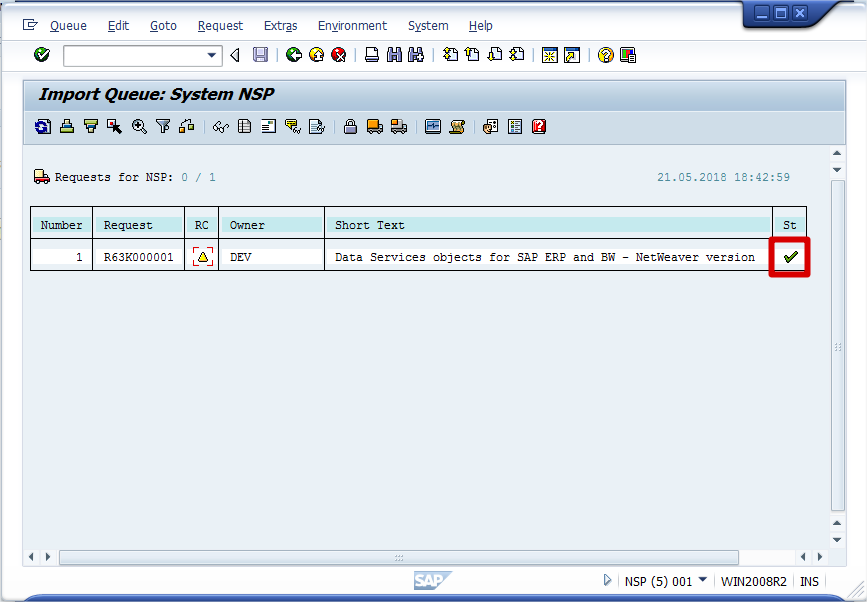 Queue Edit Goto Request Extras Environment System Help
Import Queue: System NSP
Requests for NSP: 0 / 1 21.05.2018 18:42:59
Number Request RC Owner Short Text St
1 R63K000001 DEV Data Services objects for SAP ERP and BW - NetWeaver version
SAP NSP (5) 001 WIN2008R2 INS